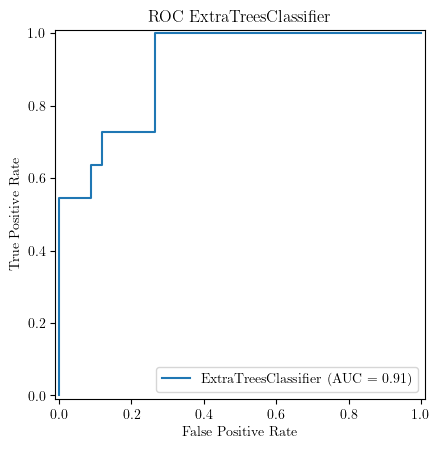 ROC ExtraTreesClassifier
1.0
0.8
0.6
0.4
0.2
0.0
True Positive Rate
ExtraTreesClassifier (AUC = 0.91)
0.0 0.2 0.4 0.6 0.8 1.0
False Positive Rate